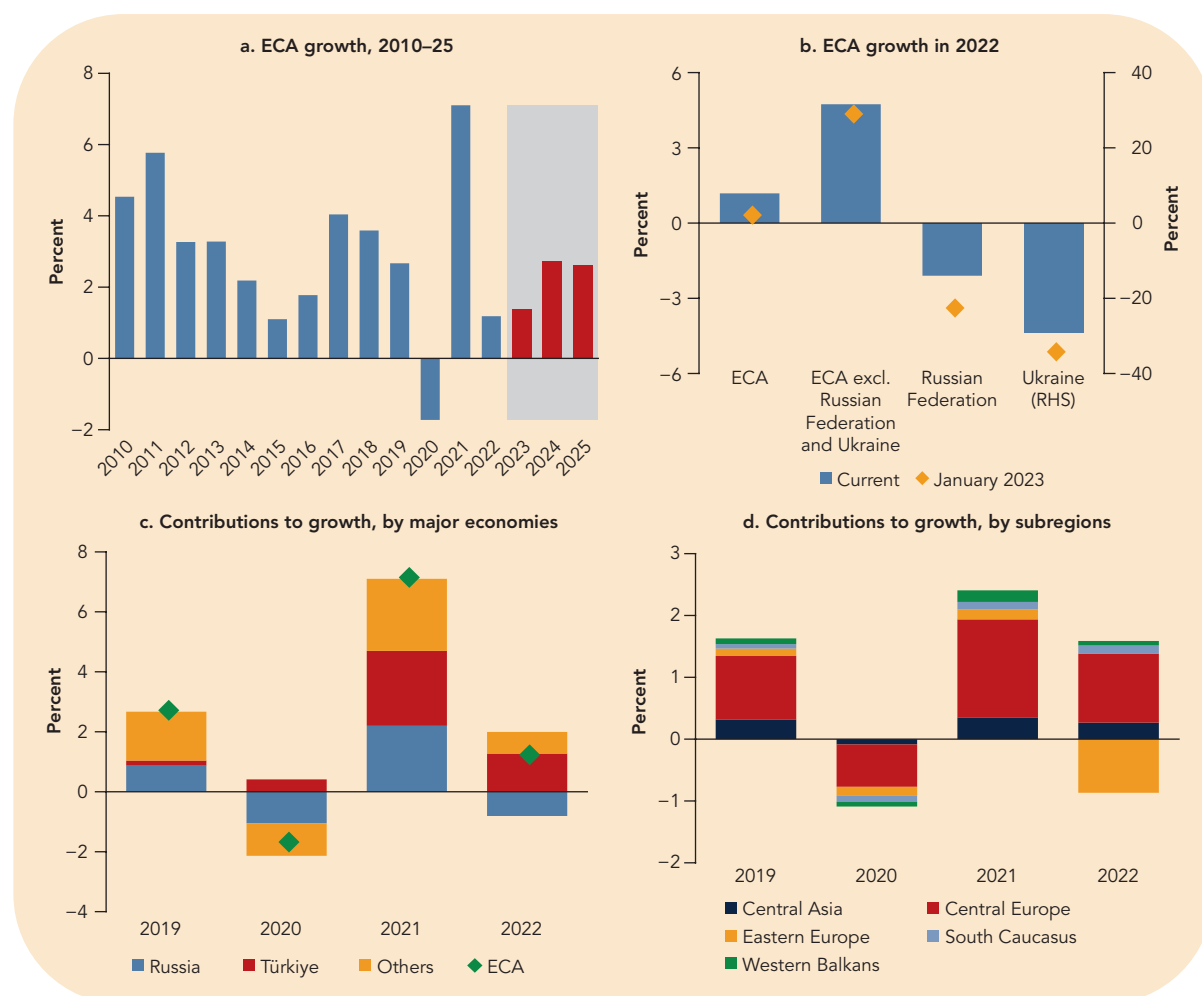 a. ECA growth, 2010–25
8
6
4
2
0
−2
Percent
2010
2011
2012
2013
2014
2015
2016
2017
2018
2019
2020
2021
2022
2023
2024
2025
b. ECA growth in 2022
6
3
0
−3
−6
Percent
40
20
0
−20
−40
Percent
ECA
ECA excl.
Russian
Federation
and Ukraine
Russian
Federation
Ukraine
(RHS)
Current
January 2023
c. Contributions to growth, by major economies
8
6
4
2
0
−2
−4
Percent
2019
2020
2021
2022
Russia
Türkiye
Others
ECA
d. Contributions to growth, by subregions
3
2
1
0
−1
−2
Percent
2019
2020
2021
2022
Central Asia
Central Europe
Eastern Europe
South Caucasus
Western Balkans